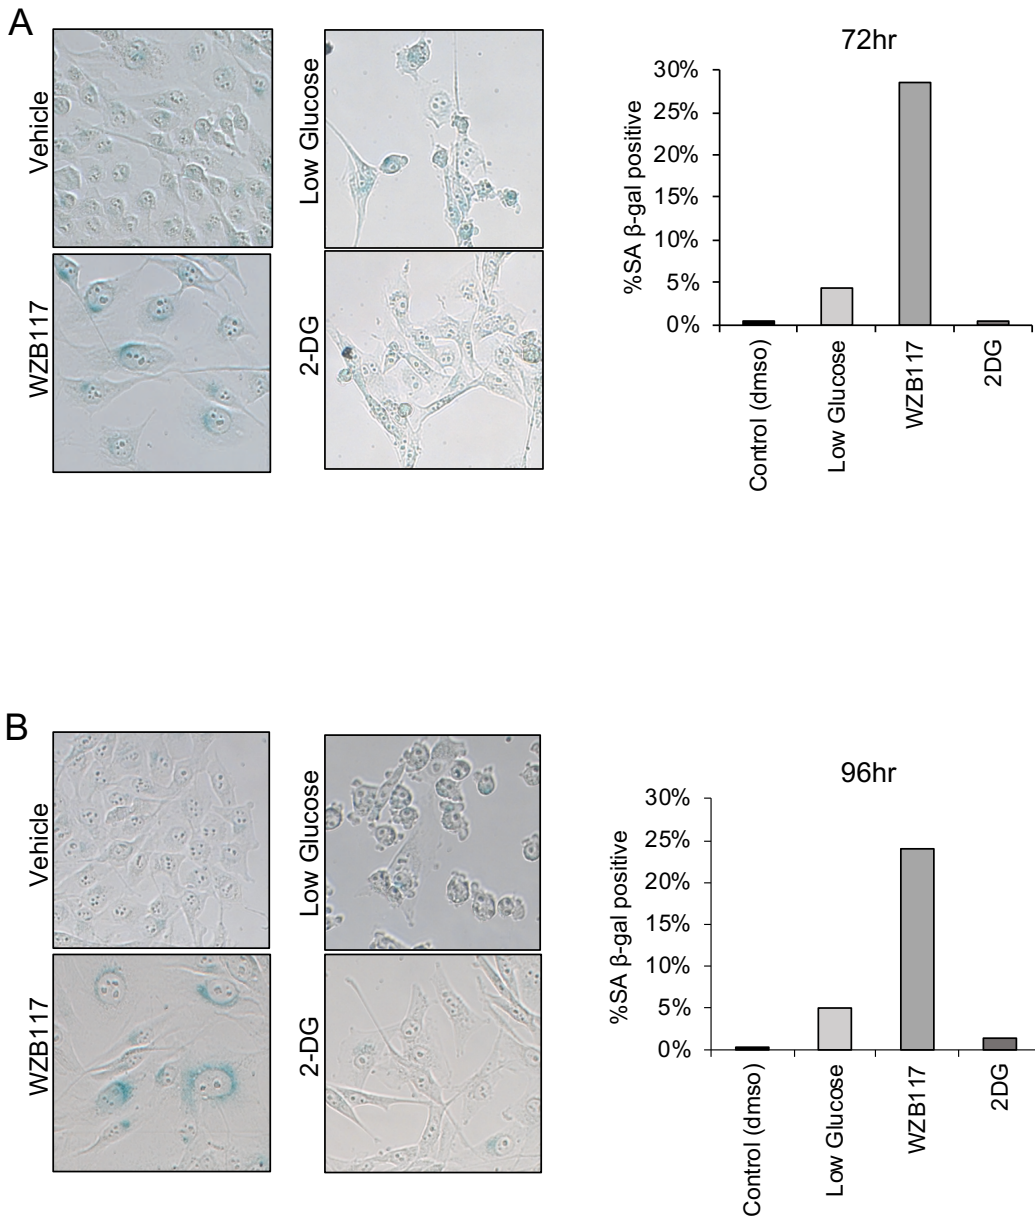 A
Vehicle
Low Glucose
WZB117
2-DG
72hr
%SA β-gal positive
30%
25%
20%
15%
10%
5%
0%
Control (dmso)
Low Glucose
WZB117
2DG
B
Vehicle
Low Glucose
WZB117
2-DG
96hr
%SA β-gal positive
30%
25%
20%
15%
10%
5%
0%
Control (dmso)
Low Glucose
WZB117
2DG